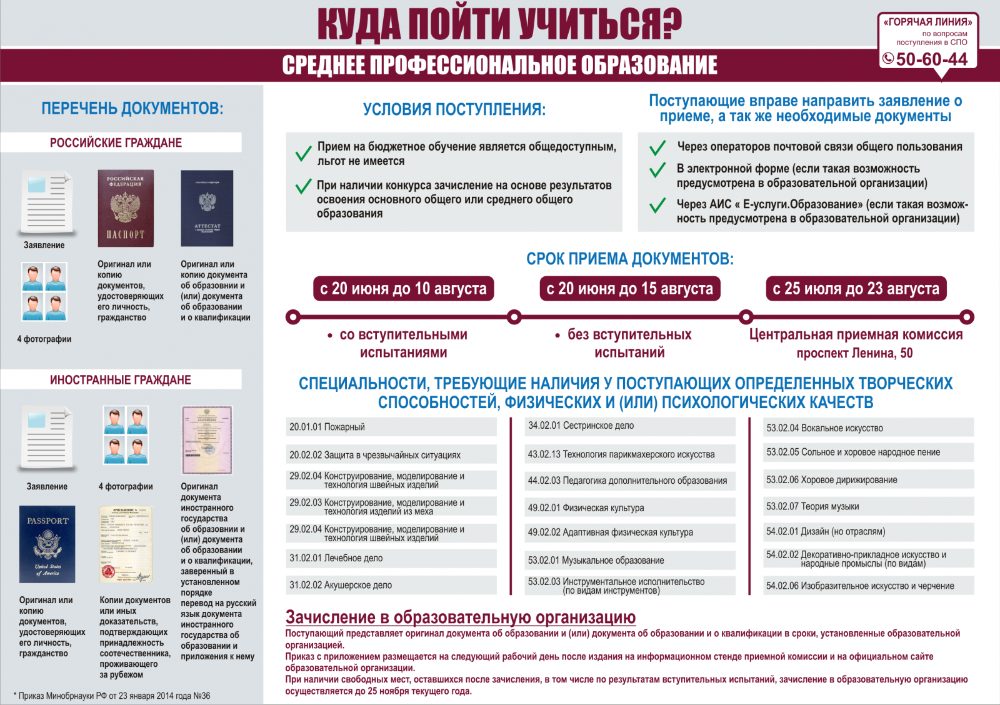 КУДА ПОЙТИ УЧИТЬСЯ?
СРЕДНЕЕ ПРОФЕССИОНАЛЬНОЕ ОБРАЗОВАНИЕ
«ГОРЯЧАЯ ЛИНИЯ»
по вопросам
поступления в СПО
50-60-44
ПЕРЕЧЕНЬ ДОКУМЕНТОВ:
РОССИЙСКИЕ ГРАЖДАНЕ
РОССИЙСКАЯ
ФЕДЕРАЦИЯ
ПАСПОРТ
РОССИЙСКАЯ ФЕДЕРАЦИЯ
АТТЕСТАТ
о среднем (полном) общем
образовании
Заявление
Оригинал или
копию
документов,
удостоверяющих
его личность,
гражданство
Оригинал или
копию документа
об образовнии и
(или) документа
об образовании
и о квалификации
4 фотографии
ИНОСТРАННЫЕ ГРАЖДАНЕ
Заявление
4 фотографии
Оригинал
документа
иностранного
государства
об образовнии и
(или) документа
об образовании
и о квалификации,
заверенный в
установленном
порядке
перевод на русский
язык документа
иностранного
государства об
образовании и
приложения к нему
PASSPORT
United States
of America
ПРИГЛАШЕНИЕ
Оригинал или
копию
документов,
удостоверяющих
его личность,
гражданство
Копии документов
или иных
доказательств,
подтверждающих
принадлежность
соотечественника,
проживающего
за рубежом
* Приказ Минобрнауки РФ от 23 января 2014 года №36
УСЛОВИЯ ПОСТУПЛЕНИЯ:
Прием на бюджетное обучение является общедоступным,
льгот не имеется
При наличии конкурса зачисление на основе результатов
освоения основного общего или среднего общего
образования
Поступающие вправе направить заявление о
приеме, а так же необходимые документы
Через операторов почтовой связи общего пользования
В электронной форме (если такая возможность
предусмотрена в образовательной организации)
Через АИС « Е-услуги.Образование» (если такая возмож-
ность предусмотрена в образовательной организации)
СРОК ПРИЕМА ДОКУМЕНТОВ:
с 20 июня до 10 августа
с 20 июня до 15 августа
с 25 июля до 23 августа
• со вступительными
испытаниями
• без вступительных
испытаний
Центральная приемная комиссия
проспект Ленина, 50
СПЕЦИАЛЬНОСТИ, ТРЕБУЮЩИЕ НАЛИЧИЯ У ПОСТУПАЮЩИХ ОПРЕДЕЛЕННЫХ ТВОРЧЕСКИХ
СПОСОБНОСТЕЙ, ФИЗИЧЕСКИХ И (ИЛИ) ПСИХОЛОГИЧЕСКИХ КАЧЕСТВ
20.01.01 Пожарный
20.02.02 Защита в чрезвычайных ситуациях
29.02.04 Конструирование, моделирование и
технология швейных изделий
29.02.03 Конструирование, моделирование и
технология изделий из меха
29.02.04 Конструирование, моделирование и
технология швейных изделий
31.02.01 Лечебное дело
31.02.02 Акушерское дело
34.02.01 Сестринское дело
43.02.13 Технология парикмахерского искусства
44.02.03 Педагогика дополнительного образования
49.02.01 Физическая культура
49.02.02 Адаптивная физическая культура
53.02.01 Музыкальное образование
53.02.03 Инструментальное исполнительство
(по видам инструментов)
53.02.04 Вокальное искусство
53.02.05 Сольное и хоровое народное пение
53.02.06 Хоровое дирижирование
53.02.07 Теория музыки
54.02.01 Дизайн (но отраслям)
54.02.02 Декоративно-прикладное искусство и
народные промыслы (по видам)
54.02.06 Изобразительное искусство и черчение
Зачисление в образовательную организацию
Поступающий представляет оригинал документа об образовании и (или) документа об образовании и о квалификации в сроки, установленные образовательной
организацией.
Приказ с приложением размещается на следующий рабочий день после издания на информационном стенде приемной комиссии и на официальном сайте
образовательной организации.
При наличии свободных мест, оставшихся после зачисления, в том числе по результатам вступительных испытаний, зачисление в образовательную организацию
осуществляется до 25 ноября текущего года.